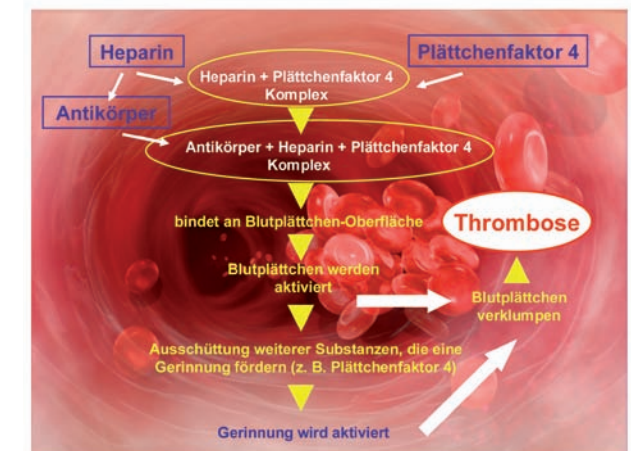 Heparin
Plättchenfaktor 4
Heparin + Plättchenfaktor 4
Komplex
Antikörper
Antikörper + Heparin + Plättchenfaktor 4
Komplex
bindet an Blutplättchen-Oberfläche
Thrombose
Blutplättchen werden
aktiviert
Blutplättchen
verklumpen
Ausschüttung weiterer Substanzen, die eine
Gerinnung fördern (z. B. Plättchenfaktor 4)
Gerinnung wird aktiviert